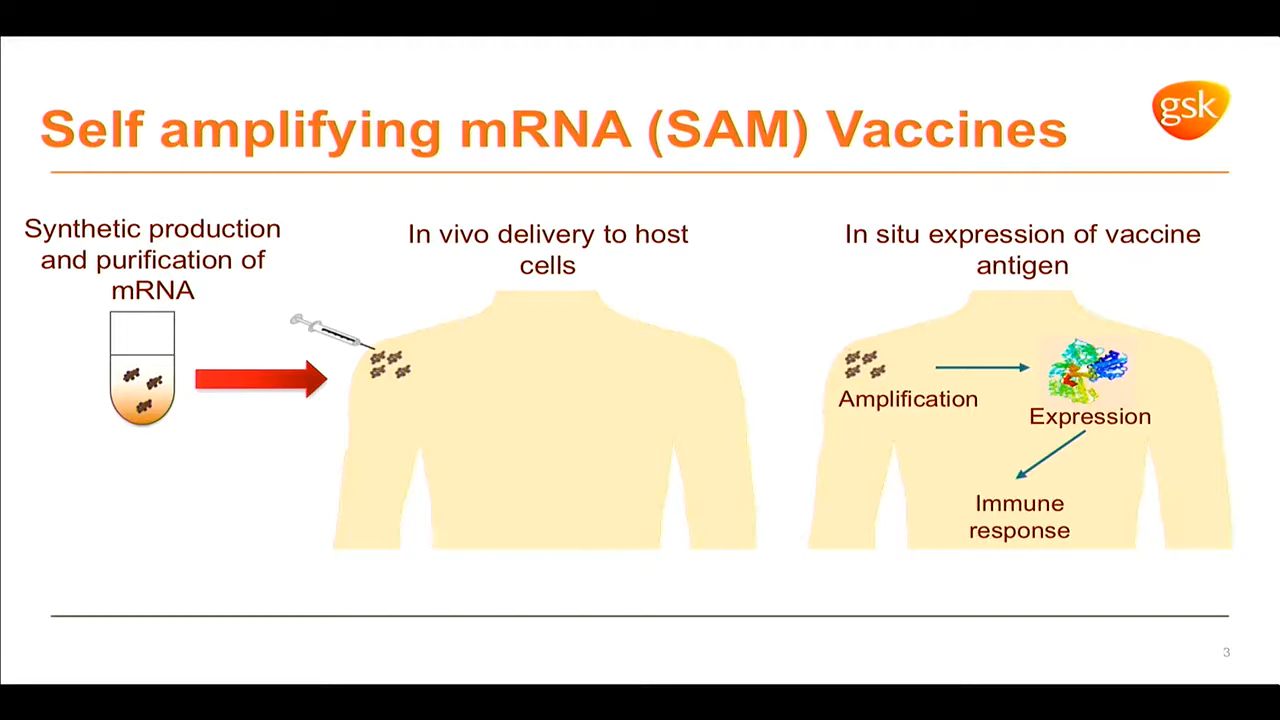 Self amplifying mRNA (SAM) Vaccines
gsk
Synthetic production
and purification of
mRNA
In vivo delivery to host
cells
In situ expression of vaccine
antigen
Amplification
Expression
Immune
response
3